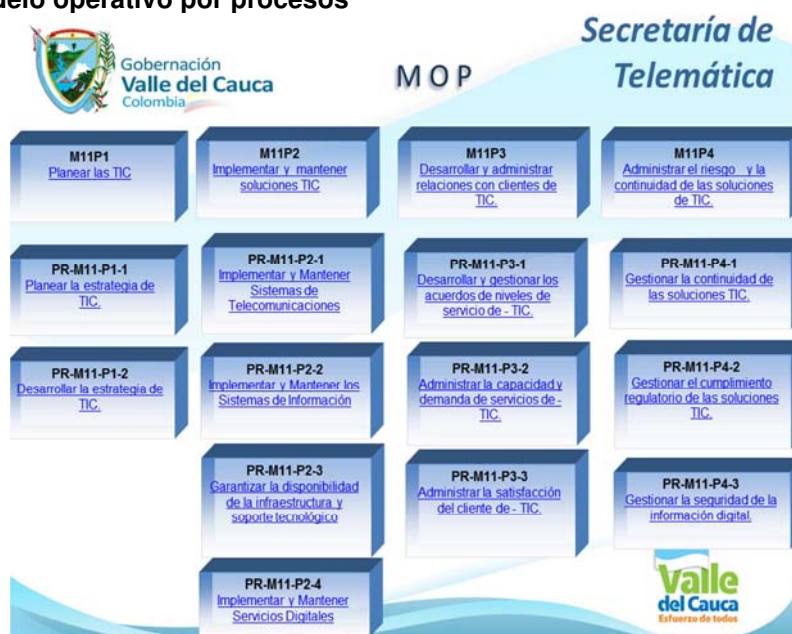 delo operativo por procesos
Gobernación
Valle del Cauca
Colombia
M O P
Secretaría de
Telemática
M11P1
Planear las TIC
M11P2
Implementar y mantener
soluciones TIC
M11P3
Desarrollar y administrar
relaciones con clientes de
TIC.
M11P4
Administrar el riesgo y la
continuidad de las soluciones
de TIC.
PR-M11-P1-1
Planear la estrategia de
TIC.
PR-M11-P2-1
Implementar y Mantener
Sistemas de
Telecomunicaciones
PR-M11-P3-1
Desarrollar y gestionar los
acuerdos de niveles de
servicio de - TIC.
PR-M11-P4-1
Gestionar la continuidad de
las soluciones TIC.
PR-M11-P1-2
Desarrollar la estrategia de
TIC.
PR-M11-P2-2
Implementar y Mantener los
Sistemas de Información
PR-M11-P3-2
Administrar la capacidad y
demanda de servicios de -
TIC.
PR-M11-P4-2
Gestionar el cumplimiento
regulatorio de las soluciones
TIC.
PR-M11-P2-3
Garantizar la disponibilidad
de la infraestructura y
soporte tecnológico
PR-M11-P3-3
Administrar la satisfacción
del cliente de - TIC.
PR-M11-P4-3
Gestionar la seguridad de la
información digital.
PR-M11-P2-4
Implementar y Mantener
Servicios Digitales
Valle
del Cauca
Esfuerzo de todos